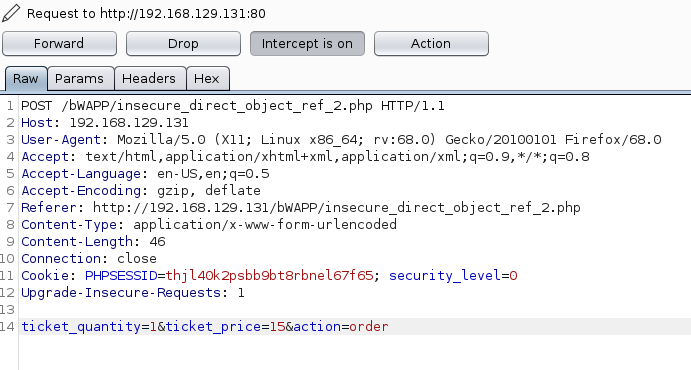 Request to http://192.168.129.131:80
Forward Drop Intercept is on Action
Raw Params Headers Hex
1 POST /bWAPP/insecure_direct_object_ref_2.php HTTP/1.1
2 Host: 192.168.129.131
3 User-Agent: Mozilla/5.0 (X11; Linux x86_64; rv:68.0) Gecko/20100101 Firefox/68.0
4 Accept: text/html,application/xhtml+xml,application/xml;q=0.9,*/*;q=0.8
5 Accept-Language: en-US,en;q=0.5
6 Accept-Encoding: gzip, deflate
7 Referer: http://192.168.129.131/bWAPP/insecure_direct_object_ref_2.php
8 Content-Type: application/x-www-form-urlencoded
9 Content-Length: 46
10 Connection: close
11 Cookie: PHPSESSID=thjl40k2psbb9bt8rbnel67f65; security_level=0
12 Upgrade-Insecure-Requests: 1
13
14 ticket_quantity=1&ticket_price=15&action=order